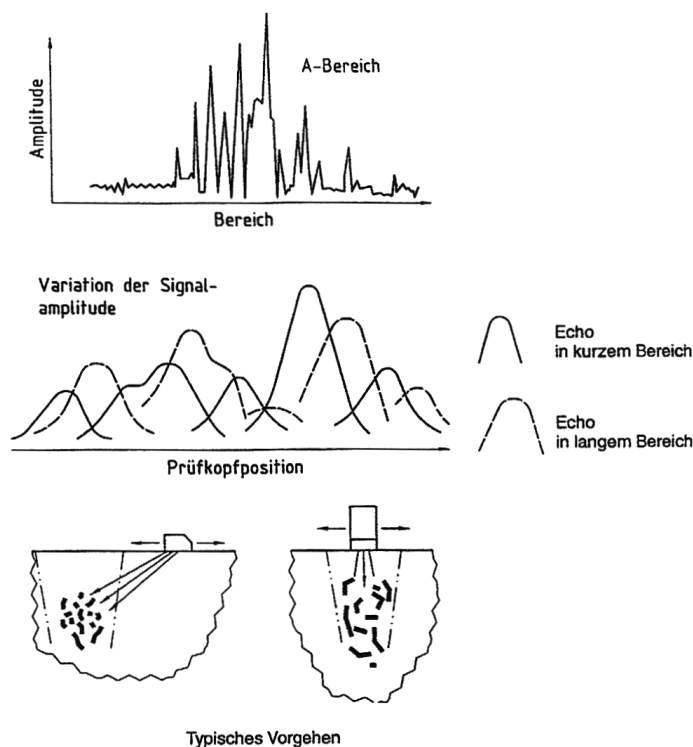 A-Bereich
Amplitude
Bereich
Variation der Signal-
amplitude
Echo
in kurzem Bereich
Echo
in langem Bereich
Prüfkopfposition
Typisches Vorgehen